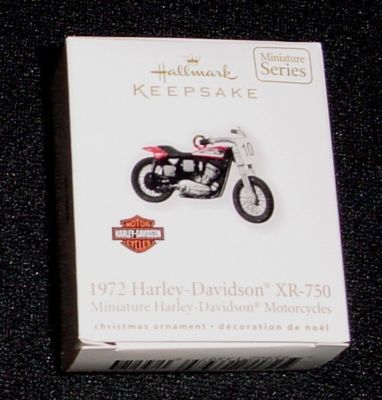 Hallmark
KEEPSAKE
Miniature
Series
10
MOTOR
HARLEY-DAVIDSON
CYCLES
1972 Harley-Davidson® XR-750
Miniature Harley-Davidson® Motorcycles
christmas ornament • décoration de noël